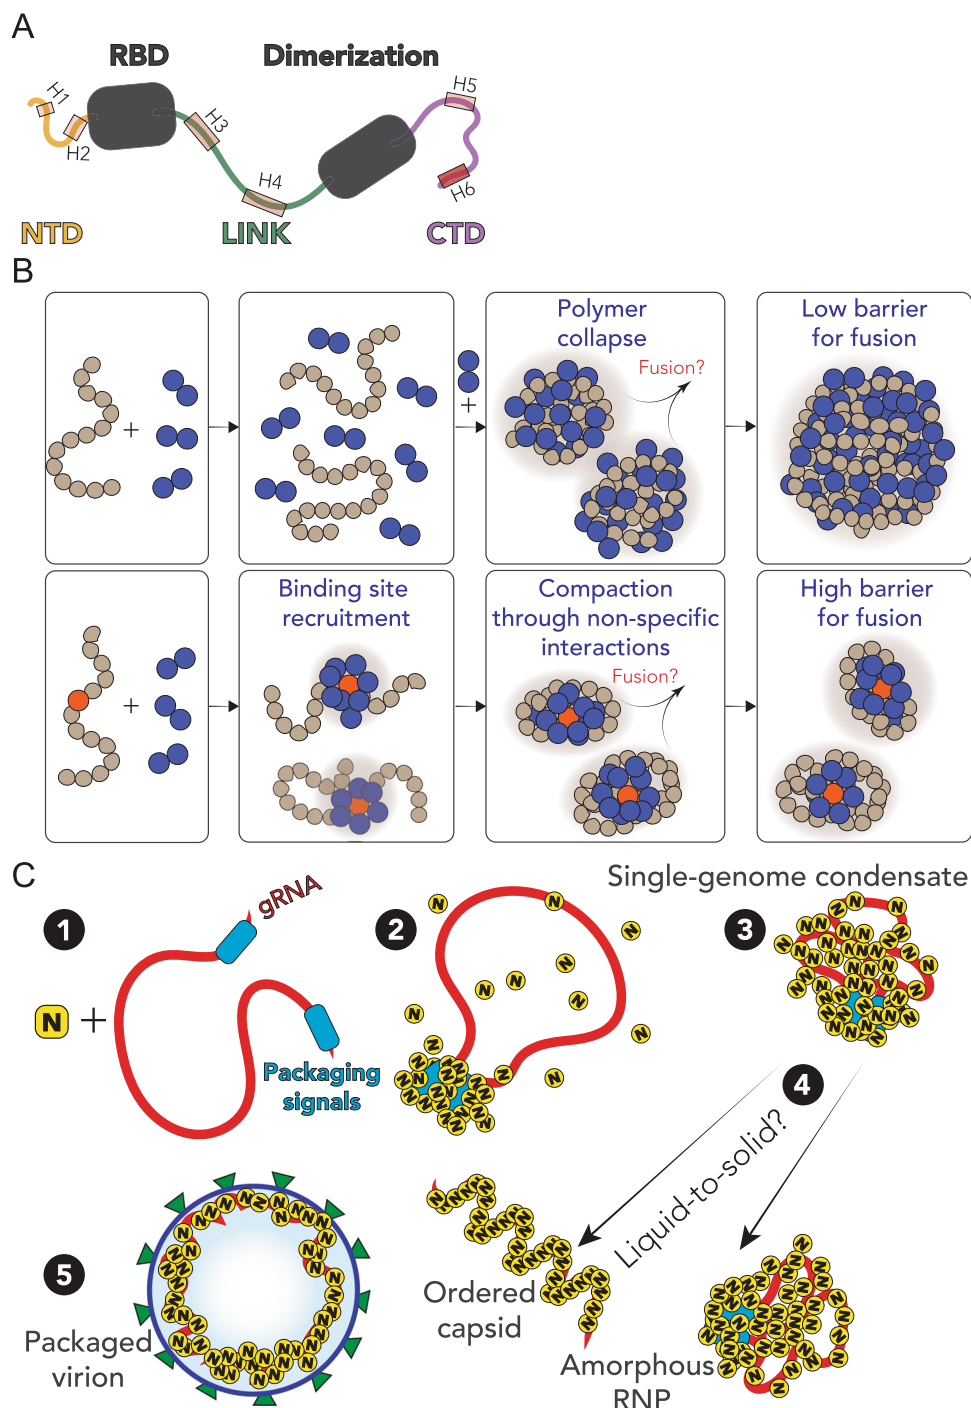 A
RBD
Dimerization
H1
H2
H3
H4
H5
H6
NTD
LINK
CTD
B
+
Polymer
collapse
Fusion?
+
Low barrier
for fusion
+
Binding site
recruitment
Compaction
through non-specific
interactions
Fusion?
High barrier
for fusion
C
1
N
+
gRNA
Packaging
signals
2
Single-genome condensate
3
4
Liquid-to-solid?
Ordered
capsid
Amorphous
RNP
5
Packaged
virion